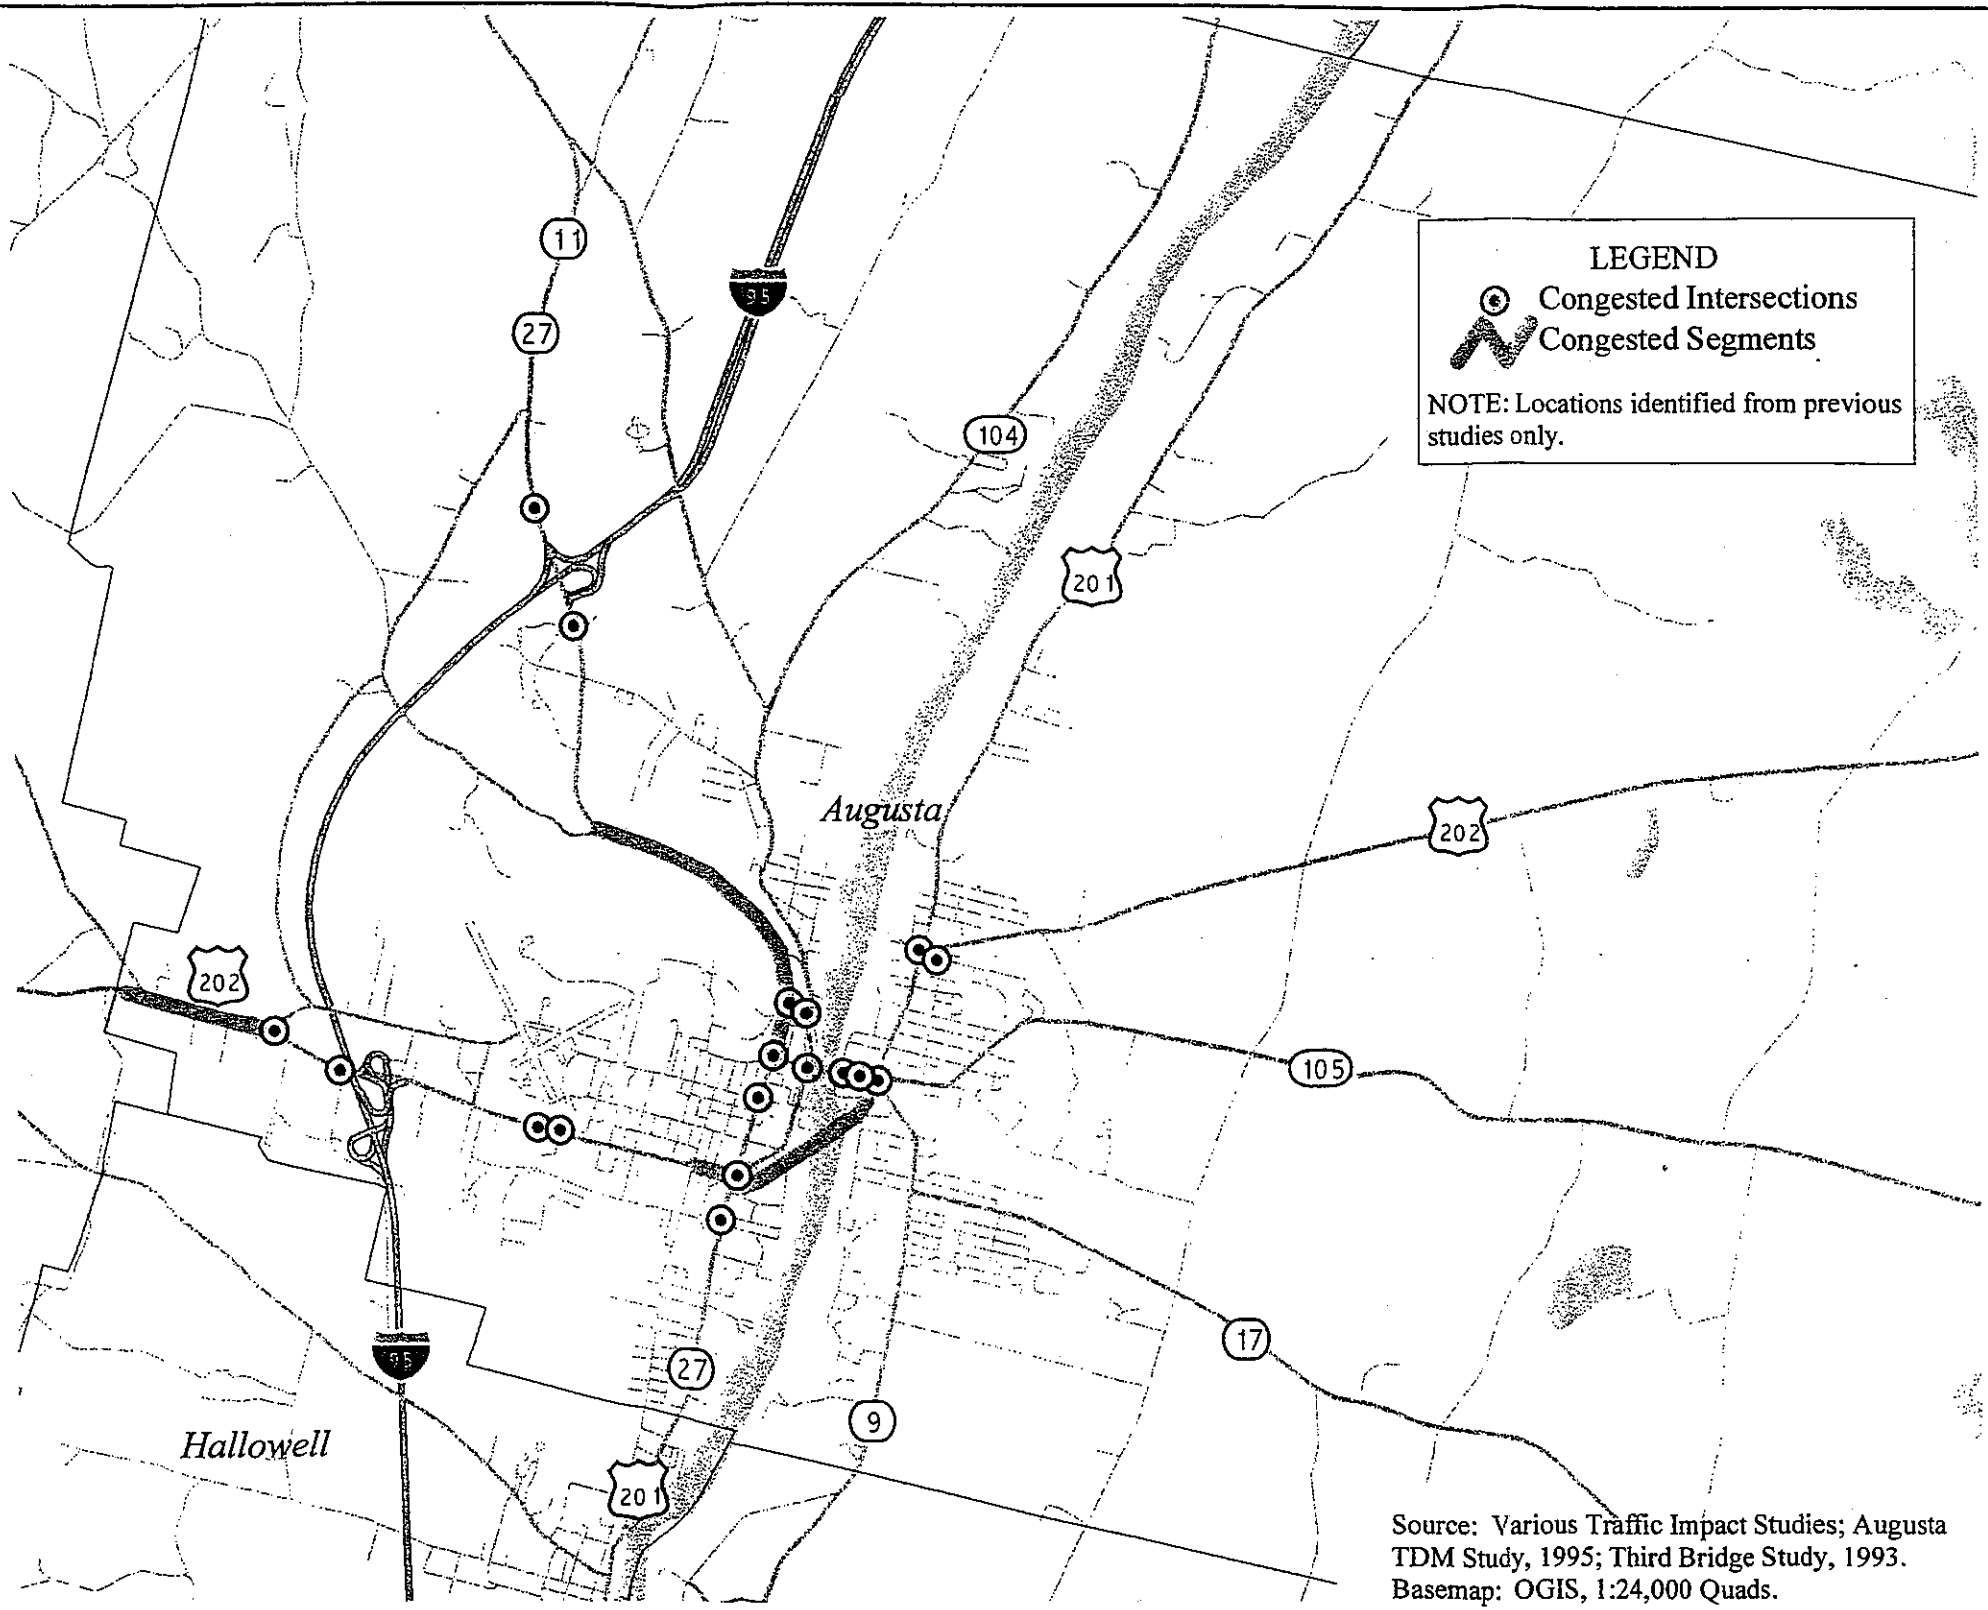 11
95
27
LEGEND
Congested Intersections
Congested Segments
NOTE: Locations identified from previous
studies only.
104
201
Augusta
202
202
105
17
95
27
9
Hallowell
201
Source: Various Traffic Impact Studies; Augusta
TDM Study, 1995; Third Bridge Study, 1993.
Basemap: OGIS, 1:24,000 Quads.